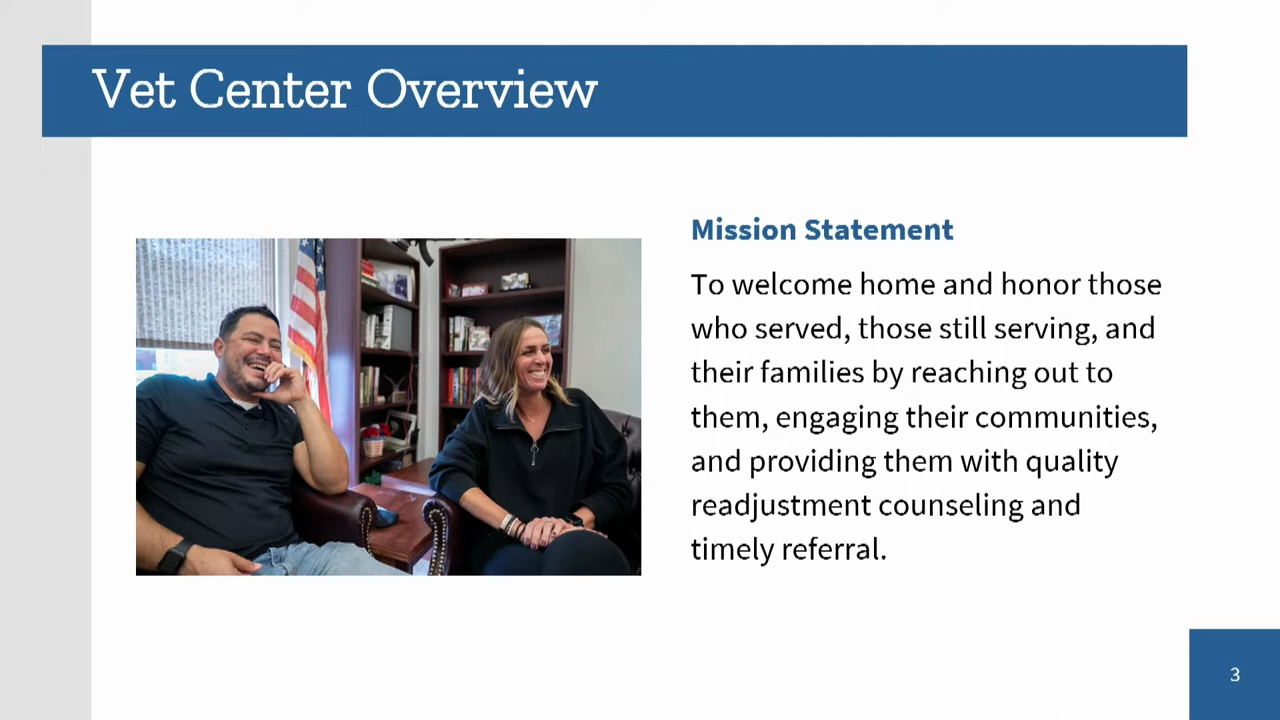 Vet Center Overview
Mission Statement
To welcome home and honor those
who served, those still serving, and
their families by reaching out to
them, engaging their communities,
and providing them with quality
readjustment counseling and
timely referral.
3